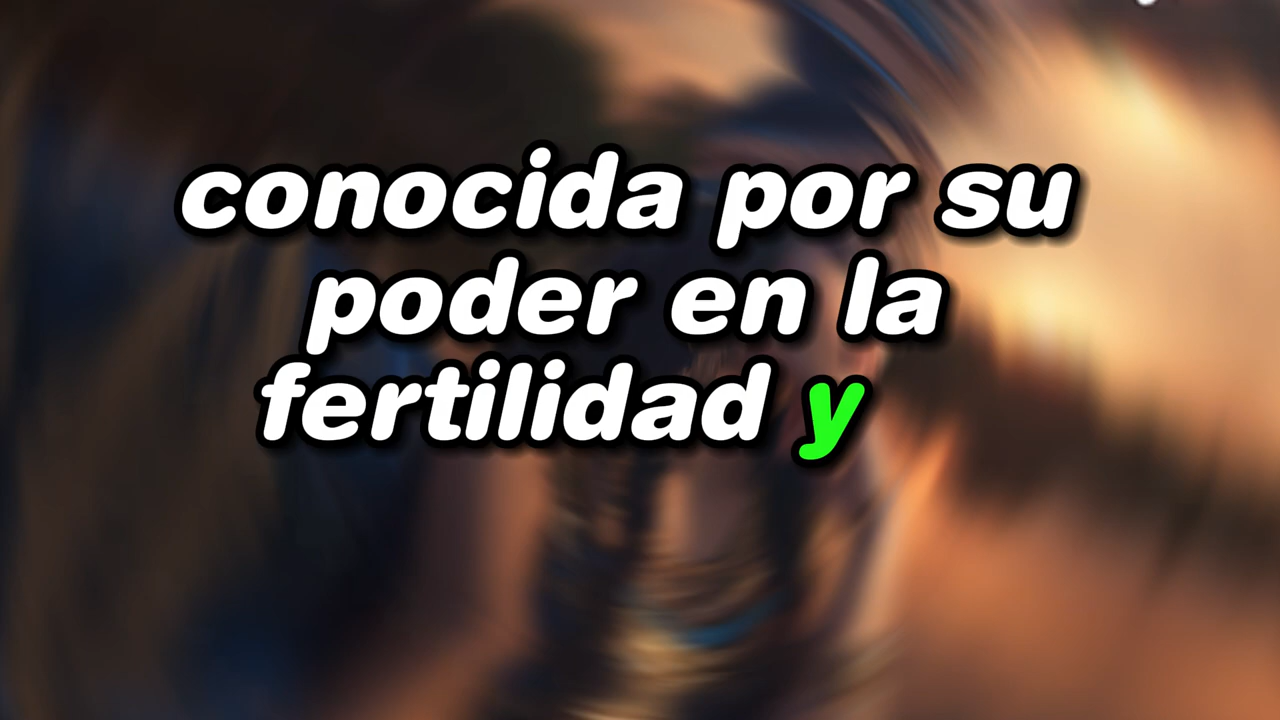 conocida por su
poder en la
fertilidad y